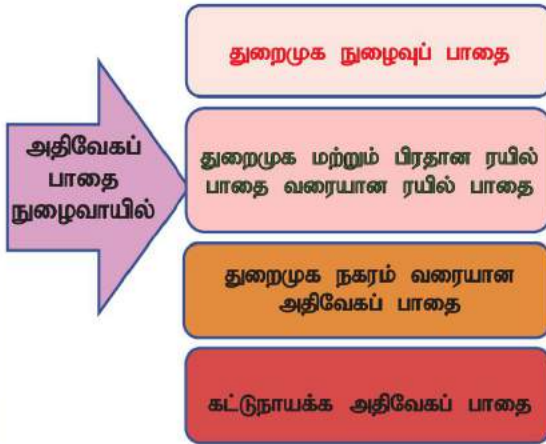 அதிவேகப்
பாதை
நுழைவாயில்
துறைமுக நுழைவுப் பாதை
துறைமுக மற்றும் பிரதான ரயில்
பாதை வரையான ரயில் பாதை
துறைமுக நகரம் வரையான
அதிவேகப் பாதை
கட்டுநாயக்க அதிவேகப் பாதை